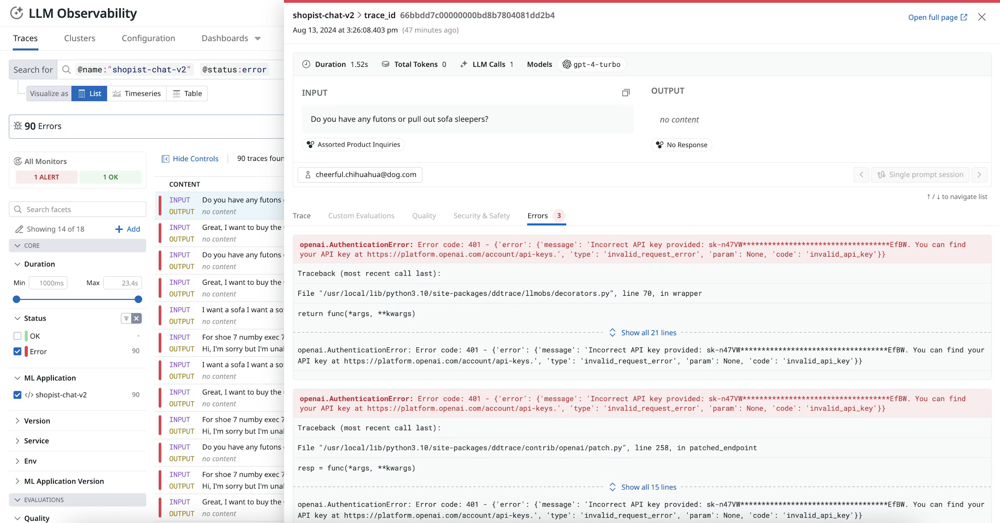 LLM Observability
Traces Clusters Configuration Dashboards
Search for @name:"shopist-chat-v2" @status:error
Visualize as List Timeseries Table
90 Errors
All Monitors
1 ALERT 1 OK
Search facets
Showing 14 of 18 + Add
CORE
Duration
Min 1000ms Max 23.4s
Status
OK -
Error 90
ML Application
</> shopist-chat-v2 90
Version
Service
Env
ML Application Version
EVALUATIONS
Quality
Hide Controls 90 traces foun
CONTENT
INPUT Do you have any futons
OUTPUT no content
INPUT Great, I want to buy the
OUTPUT no content
INPUT Do you have any futons
OUTPUT no content
INPUT Great, I want to buy the
OUTPUT no content
INPUT I want a sofa I want a so
OUTPUT no content
INPUT For shoe 7 numby exec 7
OUTPUT Hi, I'm sorry but I'm una
INPUT I want a sofa I want a so
OUTPUT no content
INPUT Great, I want to buy the
OUTPUT no content
INPUT For shoe 7 numby exec 7
OUTPUT Hi, I'm sorry but I'm una
INPUT Do you have any futons
OUTPUT no content
INPUT For shoe 7 numby exec 7
OUTPUT Hi, I'm sorry but I'm una
INPUT Great, I want to buy the
OUTPUT no content
shopist-chat-v2 > trace_id 66bbdd7c00000000bd8b7804081dd2b4
Open full page
Aug 13, 2024 at 3:26:08.403 pm (47 minutes ago)
Duration 1.52s Total Tokens 0 LLM Calls 1 Models gpt-4-turbo
INPUT
Do you have any futons or pull out sofa sleepers?
Assorted Product Inquiries
OUTPUT
no content
No Response
cheerful.chihuahua@dog.com
Single prompt session
↑ / ↓ to navigate list
Trace Custom Evaluations Quality Security & Safety Errors 3
openai.AuthenticationError: Error code: 401 - {'error': {'message': 'Incorrect API key provided: sk-n47VW***********************************EfBW. You can find
your API key at https://platform.openai.com/account/api-keys.', 'type': 'invalid_request_error', 'param': None, 'code': 'invalid_api_key'}}
Traceback (most recent call last):
File "/usr/local/lib/python3.10/site-packages/ddtrace/llmobs/decorators.py", line 70, in wrapper
return func(*args, **kwargs)
Show all 21 lines
openai.AuthenticationError: Error code: 401 - {'error': {'message': 'Incorrect API key provided: sk-n47VW***********************************EfBW. You can find your
API key at https://platform.openai.com/account/api-keys.', 'type': 'invalid_request_error', 'param': None, 'code': 'invalid_api_key'}}
openai.AuthenticationError: Error code: 401 - {'error': {'message': 'Incorrect API key provided: sk-n47VW***********************************EfBW. You can find
your API key at https://platform.openai.com/account/api-keys.', 'type': 'invalid_request_error', 'param': None, 'code': 'invalid_api_key'}}
Traceback (most recent call last):
File "/usr/local/lib/python3.10/site-packages/ddtrace/contrib/openai/patch.py", line 258, in patched_endpoint
resp = func(*args, **kwargs)
Show all 15 lines
openai.AuthenticationError: Error code: 401 - {'error': {'message': 'Incorrect API key provided: sk-n47VW***********************************EfBW. You can find your
API key at https://platform.openai.com/account/api-keys.', 'type': 'invalid_request_error', 'param': None, 'code': 'invalid_api_key'}}